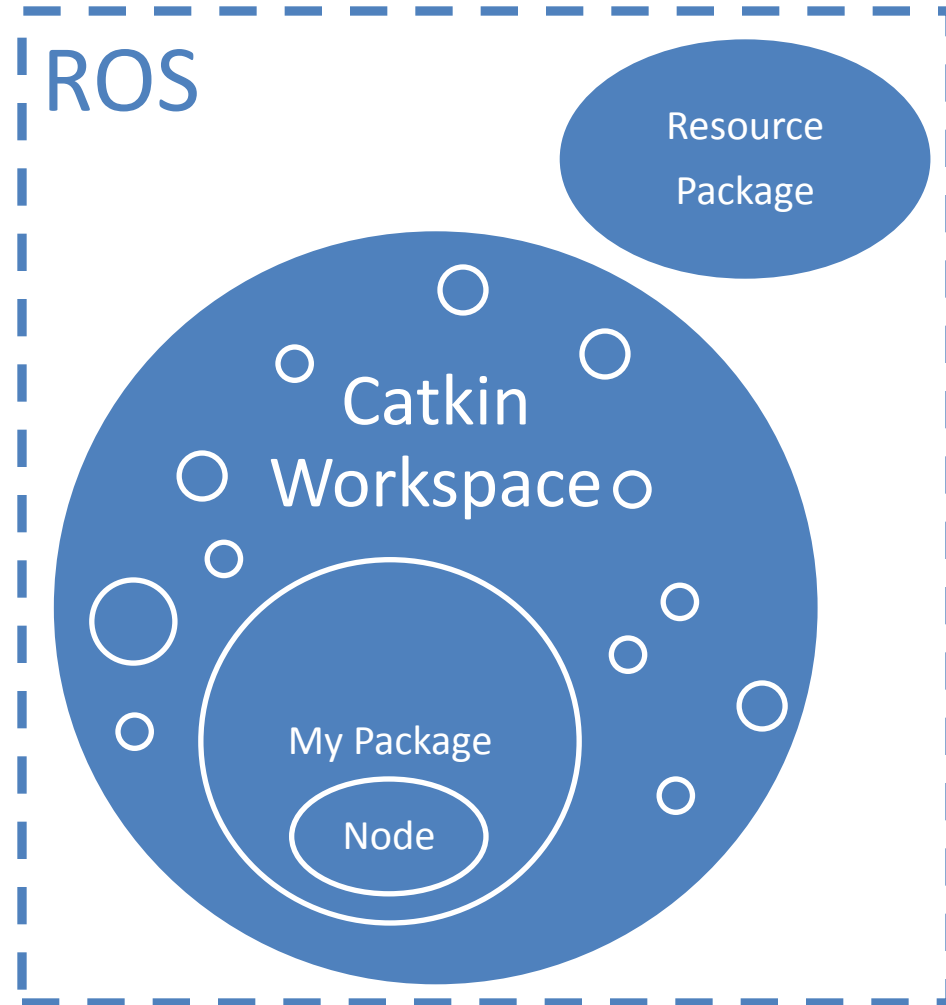 ROS
Resource
Package
Catkin
Workspace
My Package
Node